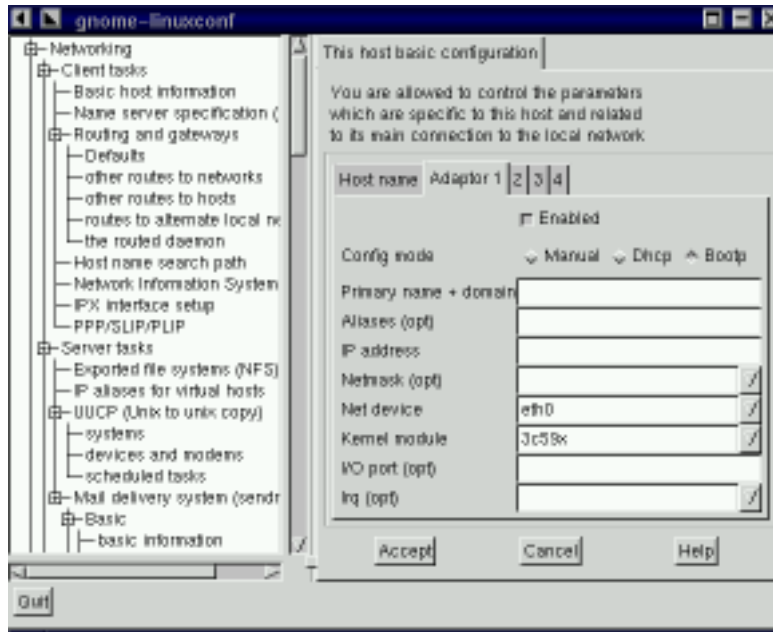 gnome-linuxconf
Networking
Client tasks
Basic host information
Name server specification (
Routing and gateways
Defaults
other routes to networks
other routes to hosts
routes to alternate local ne
the routed daemon
Host name search path
Network Information System
IPX interface setup
PPP/SLIP/PLIP
Server tasks
Exported file systems (NFS)
IP aliases for virtual hosts
UUCP (Unix to unix copy)
systems
devices and modems
scheduled tasks
Mail delivery system (sendr
Basic
basic information
Quit
This host basic configuration
You are allowed to control the parameters
which are specific to this host and related
to its main connection to the local network
Host name Adaptor 1 2 3 4
Enabled
Config mode Manual Dhcp Bootp
Primary name + domain
Aliases (opt)
IP address
Netmask (opt)
Net device eth0
Kernel module 3c59x
I/O port (opt)
Irq (opt)
Accept Cancel Help